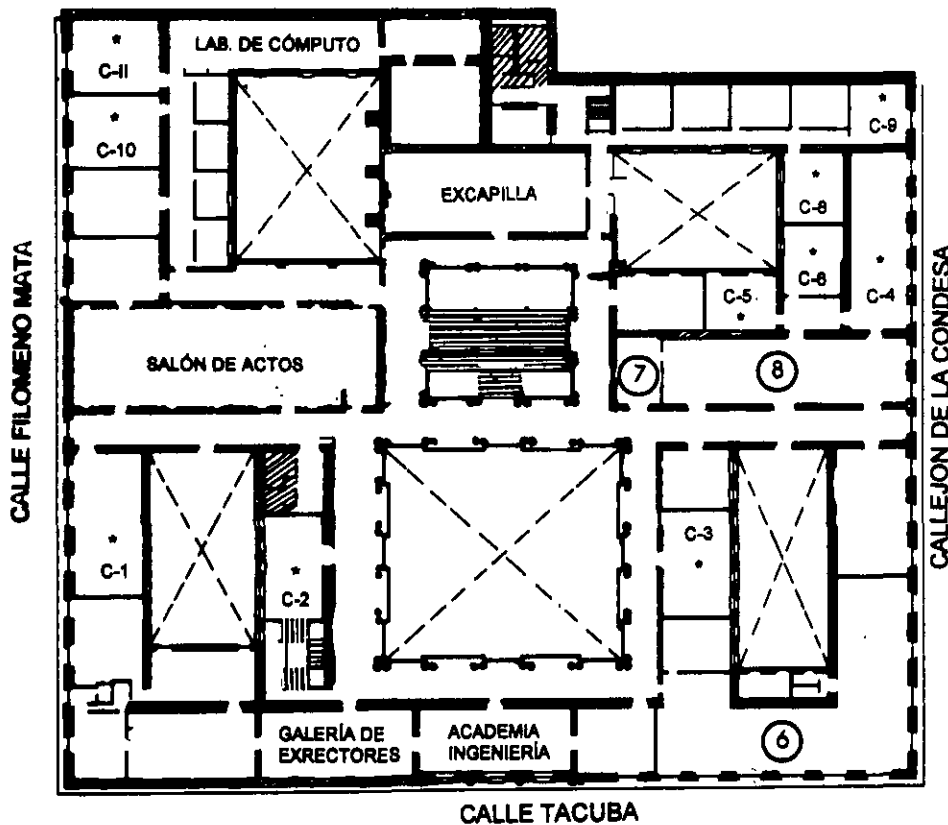 LAB. DE CÓMPUTO
*
C-II
*
C-10
*
C-9
EXCAPILLA
*
C-8
*
C-6
*
C-4
C-5
*
CALLE FILOMENO MATA
SALÓN DE ACTOS
7
8
CALLEJON DE LA CONDESA
*
C-1
*
C-2
C-3
*
GALERÍA DE
EXRECTORES
ACADEMIA
INGENIERÍA
6
CALLE TACUBA